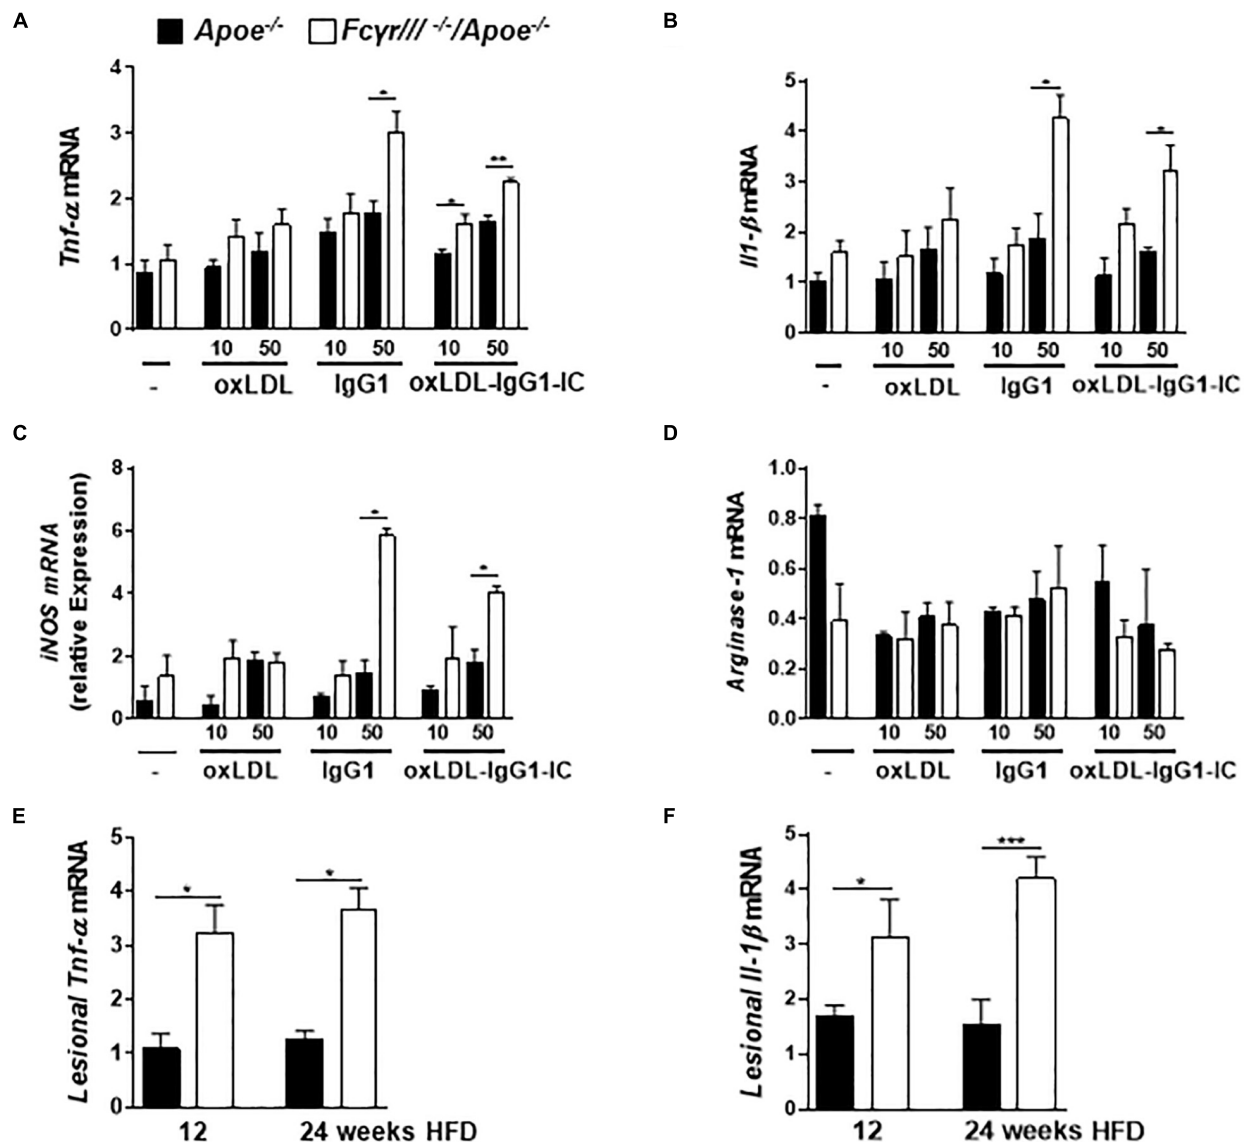 A
Apoe-/- Fcγr/// -/-/Apoe-/-
Tnf-α mRNA
4
3
2
1
0
* * **
10 50 10 50 10 50
- oxLDL IgG1 oxLDL-IgG1-IC
B
Il1-β mRNA
5
4
3
2
1
0
* *
10 50 10 50 10 50
- oxLDL IgG1 oxLDL-IgG1-IC
C
iNOS mRNA
(relative Expression)
8
6
4
2
0
* *
10 50 10 50 10 50
- oxLDL IgG1 oxLDL-IgG1-IC
D
Arginase-1 mRNA
1.0
0.8
0.6
0.4
0.2
0.0
10 50 10 50 10 50
- oxLDL IgG1 oxLDL-IgG1-IC
E
Lesional Tnf-α mRNA
5
4
3
2
1
0
* *
12 24 weeks HFD
F
Lesional Il-1β mRNA
5
4
3
2
1
0
* ***
12 24 weeks HFD